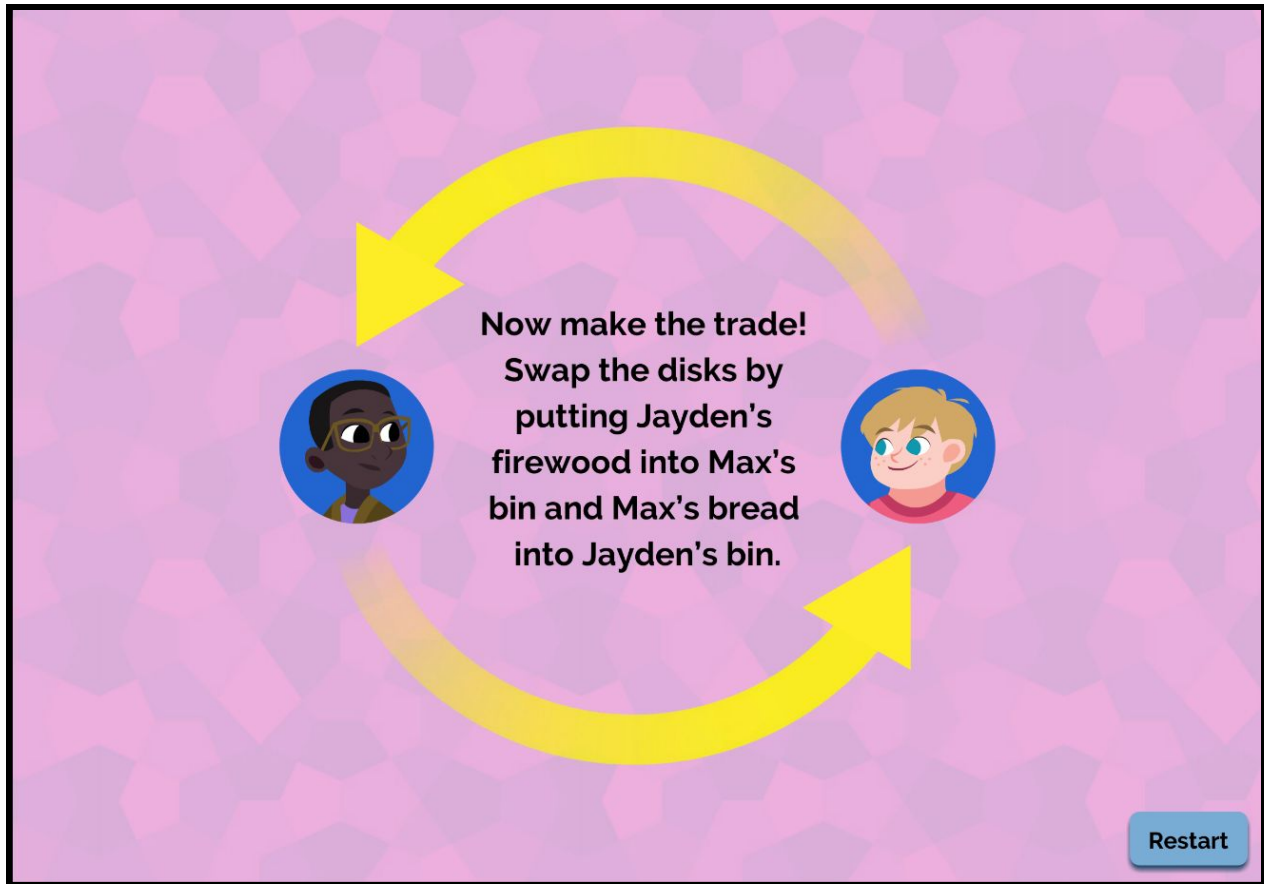 Now make the trade!
Swap the disks by
putting Jayden’s
firewood into Max’s
bin and Max’s bread
into Jayden’s bin.
Restart